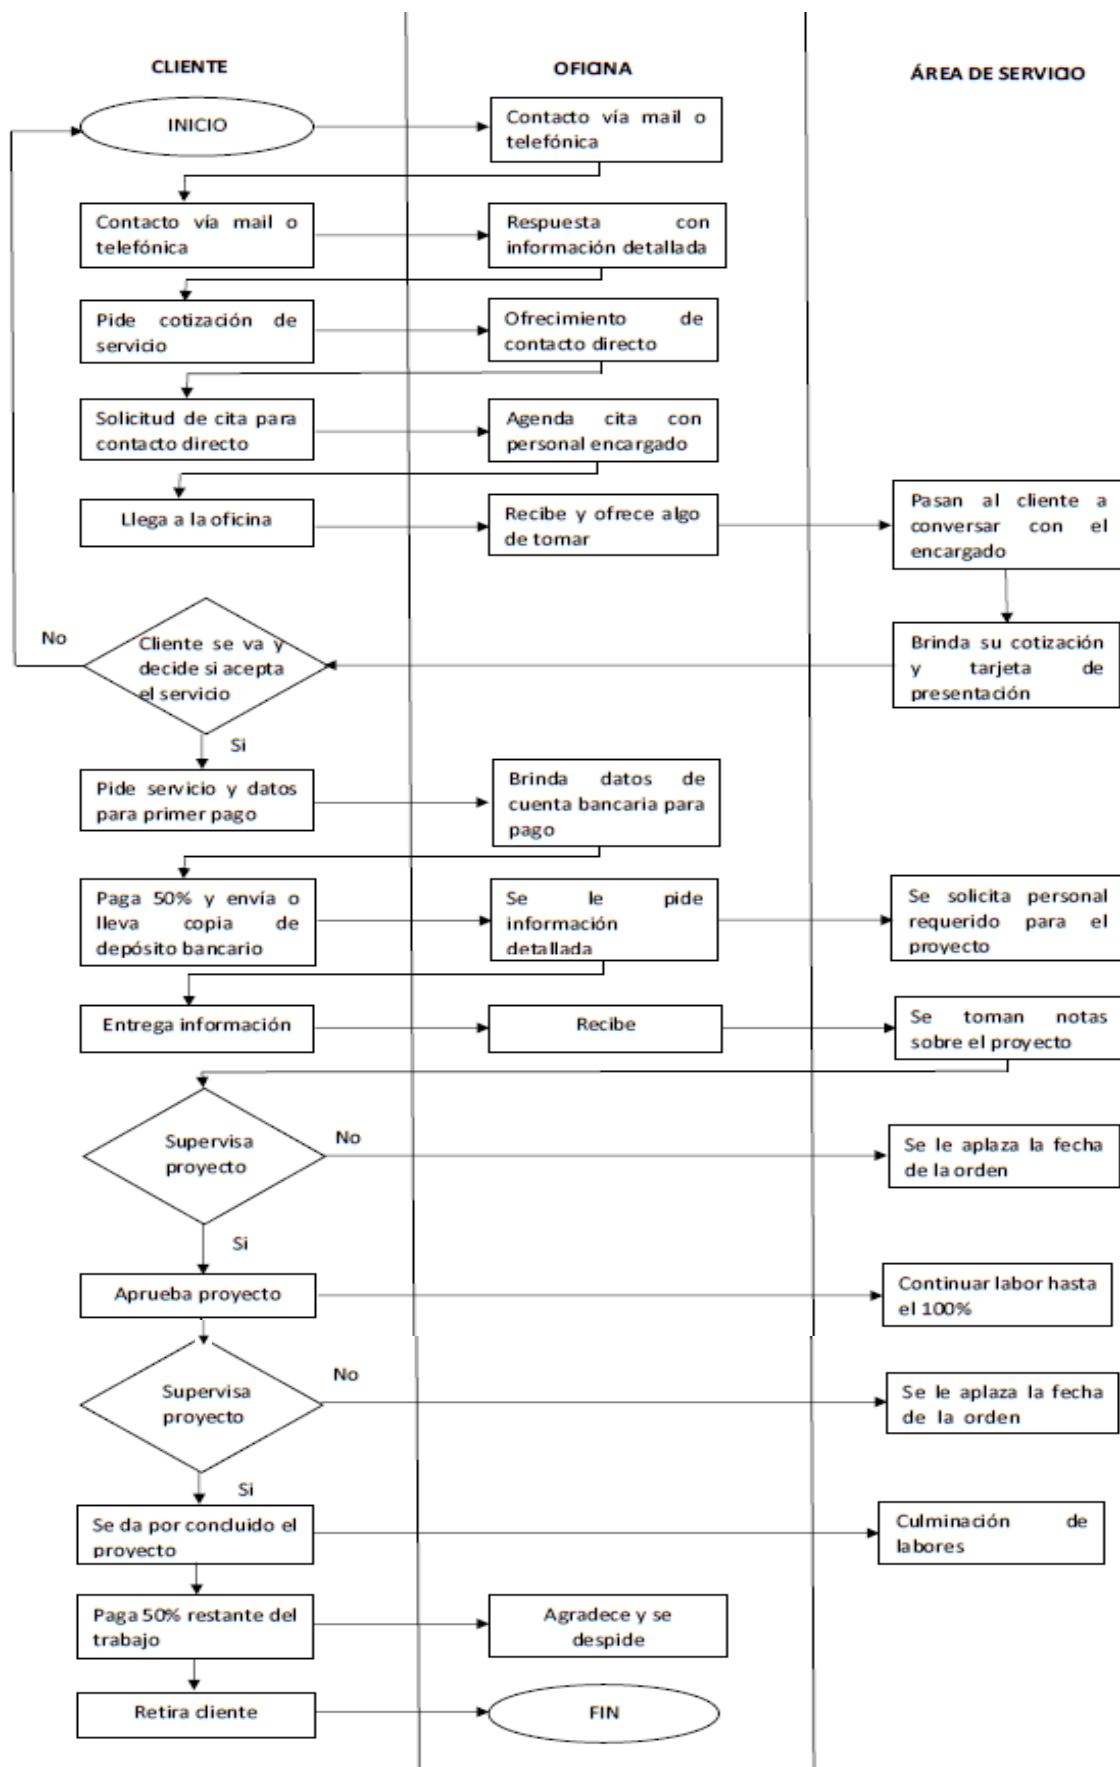 CLIENTE
OFICINA
ÁREA DE SERVICIO
INICIO
Contacto vía mail o
telefónica
Contacto vía mail o
telefónica
Respuesta con
información detallada
Pide cotización de
servicio
Ofrecimiento de
contacto directo
Solicitud de cita para
contacto directo
Agenda cita con
personal encargado
Llega a la oficina
Recibe y ofrece algo
de tomar
Pasan al cliente a
conversar con el
encargado
No
Cliente se va y
decide si acepta
el servicio
Brinda su cotización
y tarjeta de
presentación
Si
Pide servicio y datos
para primer pago
Brinda datos de
cuenta bancaria para
pago
Paga 50% y envía o
lleva copia de
depósito bancario
Se le pide
información
detallada
Se solicita personal
requerido para el
proyecto
Entrega información
Recibe
Se toman notas
sobre el proyecto
Supervisa
proyecto
No
Se le aplaza la fecha
de la orden
Si
Aprueba proyecto
Continuar labor hasta
el 100%
Supervisa
proyecto
No
Se le aplaza la fecha
de la orden
Si
Se da por concluido el
proyecto
Culminación de
labores
Paga 50% restante del
trabajo
Agradece y se
despide
Retira cliente
FIN